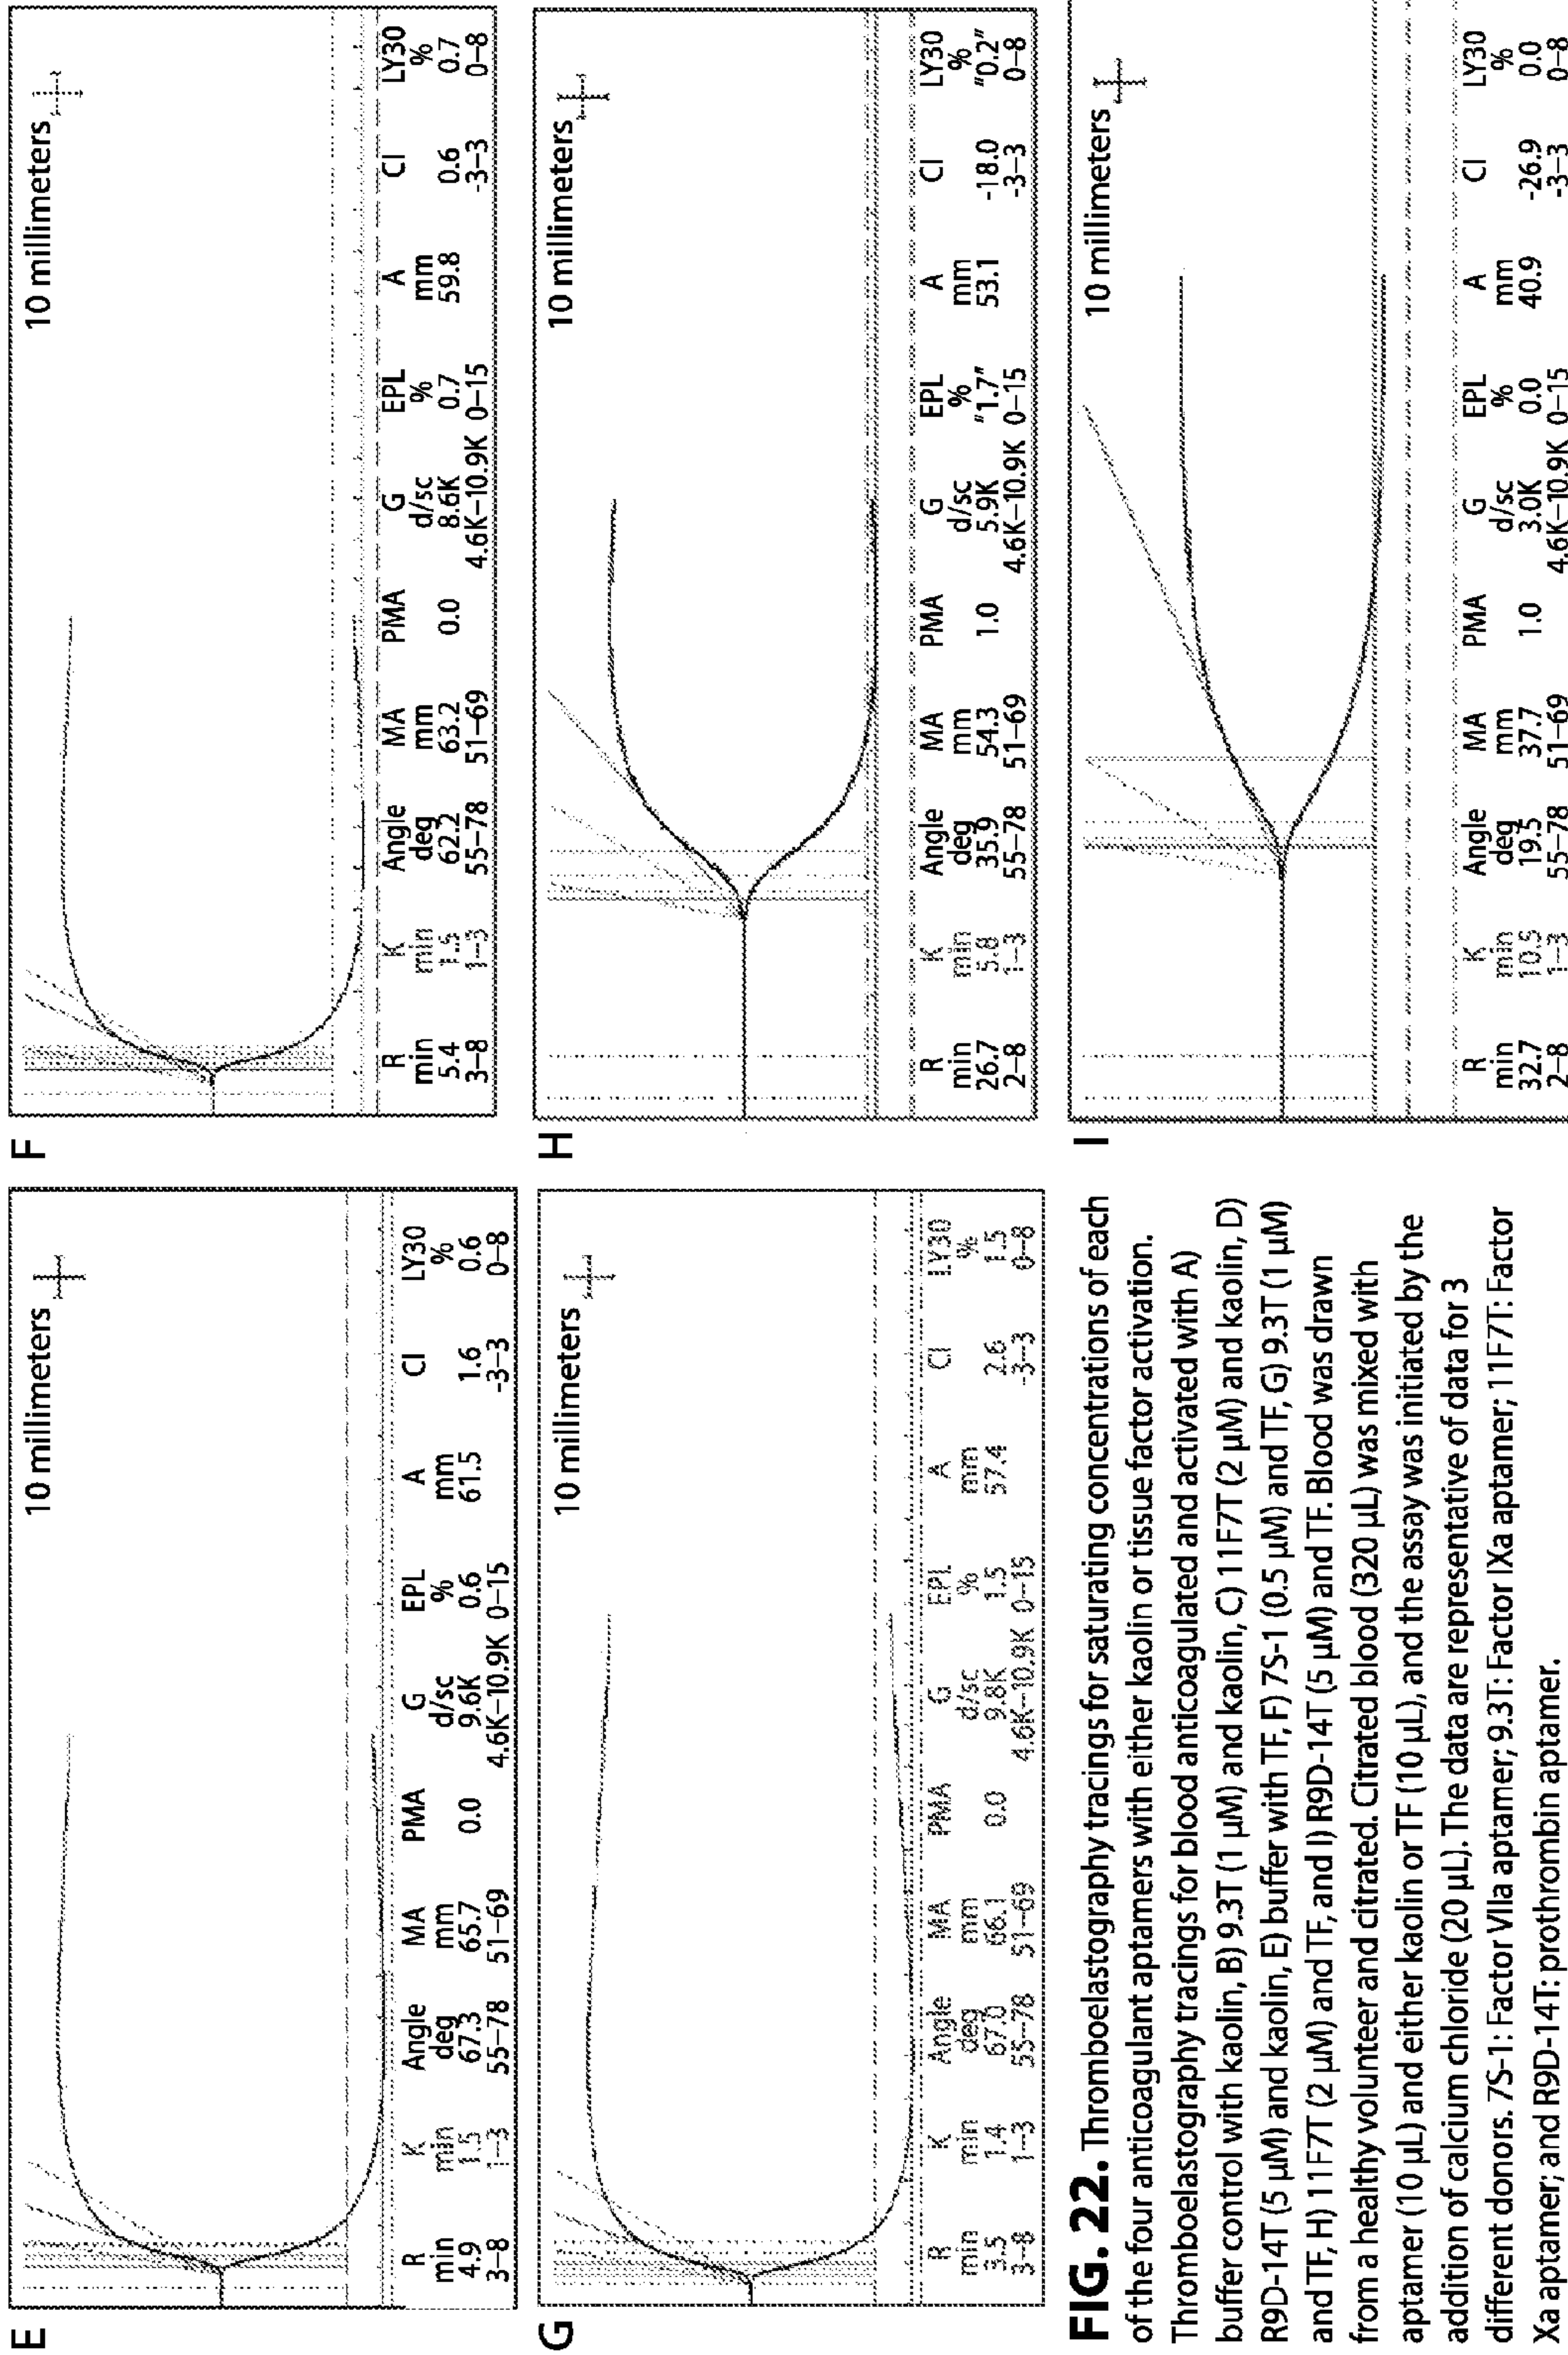 E
10 millimeters
R K Angle MA PMA G EPL A CI LY30
min min deg mm d/sc % mm %
4.9 1.5 67.3 65.7 0.0 9.6K 0.6 61.5 1.6 0.6
3–8 1–3 55–78 51–69 4.6K–10.9K 0–15 -3–3 0–8
F
10 millimeters
R K Angle MA PMA G EPL A CI LY30
min min deg mm d/sc % mm %
5.4 1.5 62.2 63.2 0.0 8.6K 0.7 59.8 0.6 0.7
3–8 1–3 55–78 51–69 4.6K–10.9K 0–15 -3–3 0–8
G
10 millimeters
R K Angle MA PMA G EPL A CI LY30
min min deg mm d/sc % mm %
3.5 1.4 67.0 66.1 0.0 9.8K 1.5 57.4 2.6 1.5
3–8 1–3 55–78 51–69 4.6K–10.9K 0–15 -3–3 0–8
H
10 millimeters
R K Angle MA PMA G EPL A CI LY30
min min deg mm d/sc % mm %
26.7 5.8 35.9 54.3 1.0 5.9K "1.7" 53.1 -18.0 "0.2"
2–8 1–3 55–78 51–69 4.6K–10.9K 0–15 -3–3 0–8
I
10 millimeters
R K Angle MA PMA G EPL A CI LY30
min min deg mm d/sc % mm %
32.7 10.5 19.5 37.7 1.0 3.0K 0.0 40.9 -26.9 0.0
2–8 1–3 55–78 51–69 4.6K–10.9K 0–15 -3–3 0–8
FIG. 22. Thromboelastography tracings for saturating concentrations of each
of the four anticoagulant aptamers with either kaolin or tissue factor activation.
Thromboelastography tracings for blood anticoagulated and activated with A)
buffer control with kaolin, B) 9.3T (1 µM) and kaolin, C) 11F7T (2 µM) and kaolin, D)
R9D-14T (5 µM) and kaolin, E) buffer with TF, F) 7S-1 (0.5 µM) and TF, G) 9.3T (1 µM)
and TF, H) 11F7T (2 µM) and TF, and I) R9D-14T (5 µM) and TF. Blood was drawn
from a healthy volunteer and citrated. Citrated blood (320 µL) was mixed with
aptamer (10 µL) and either kaolin or TF (10 µL), and the assay was initiated by the
addition of calcium chloride (20 µL). The data are representative of data for 3
different donors. 7S-1: Factor VIIa aptamer; 9.3T: Factor IXa aptamer; 11F7T: Factor
Xa aptamer; and R9D-14T: prothrombin aptamer.